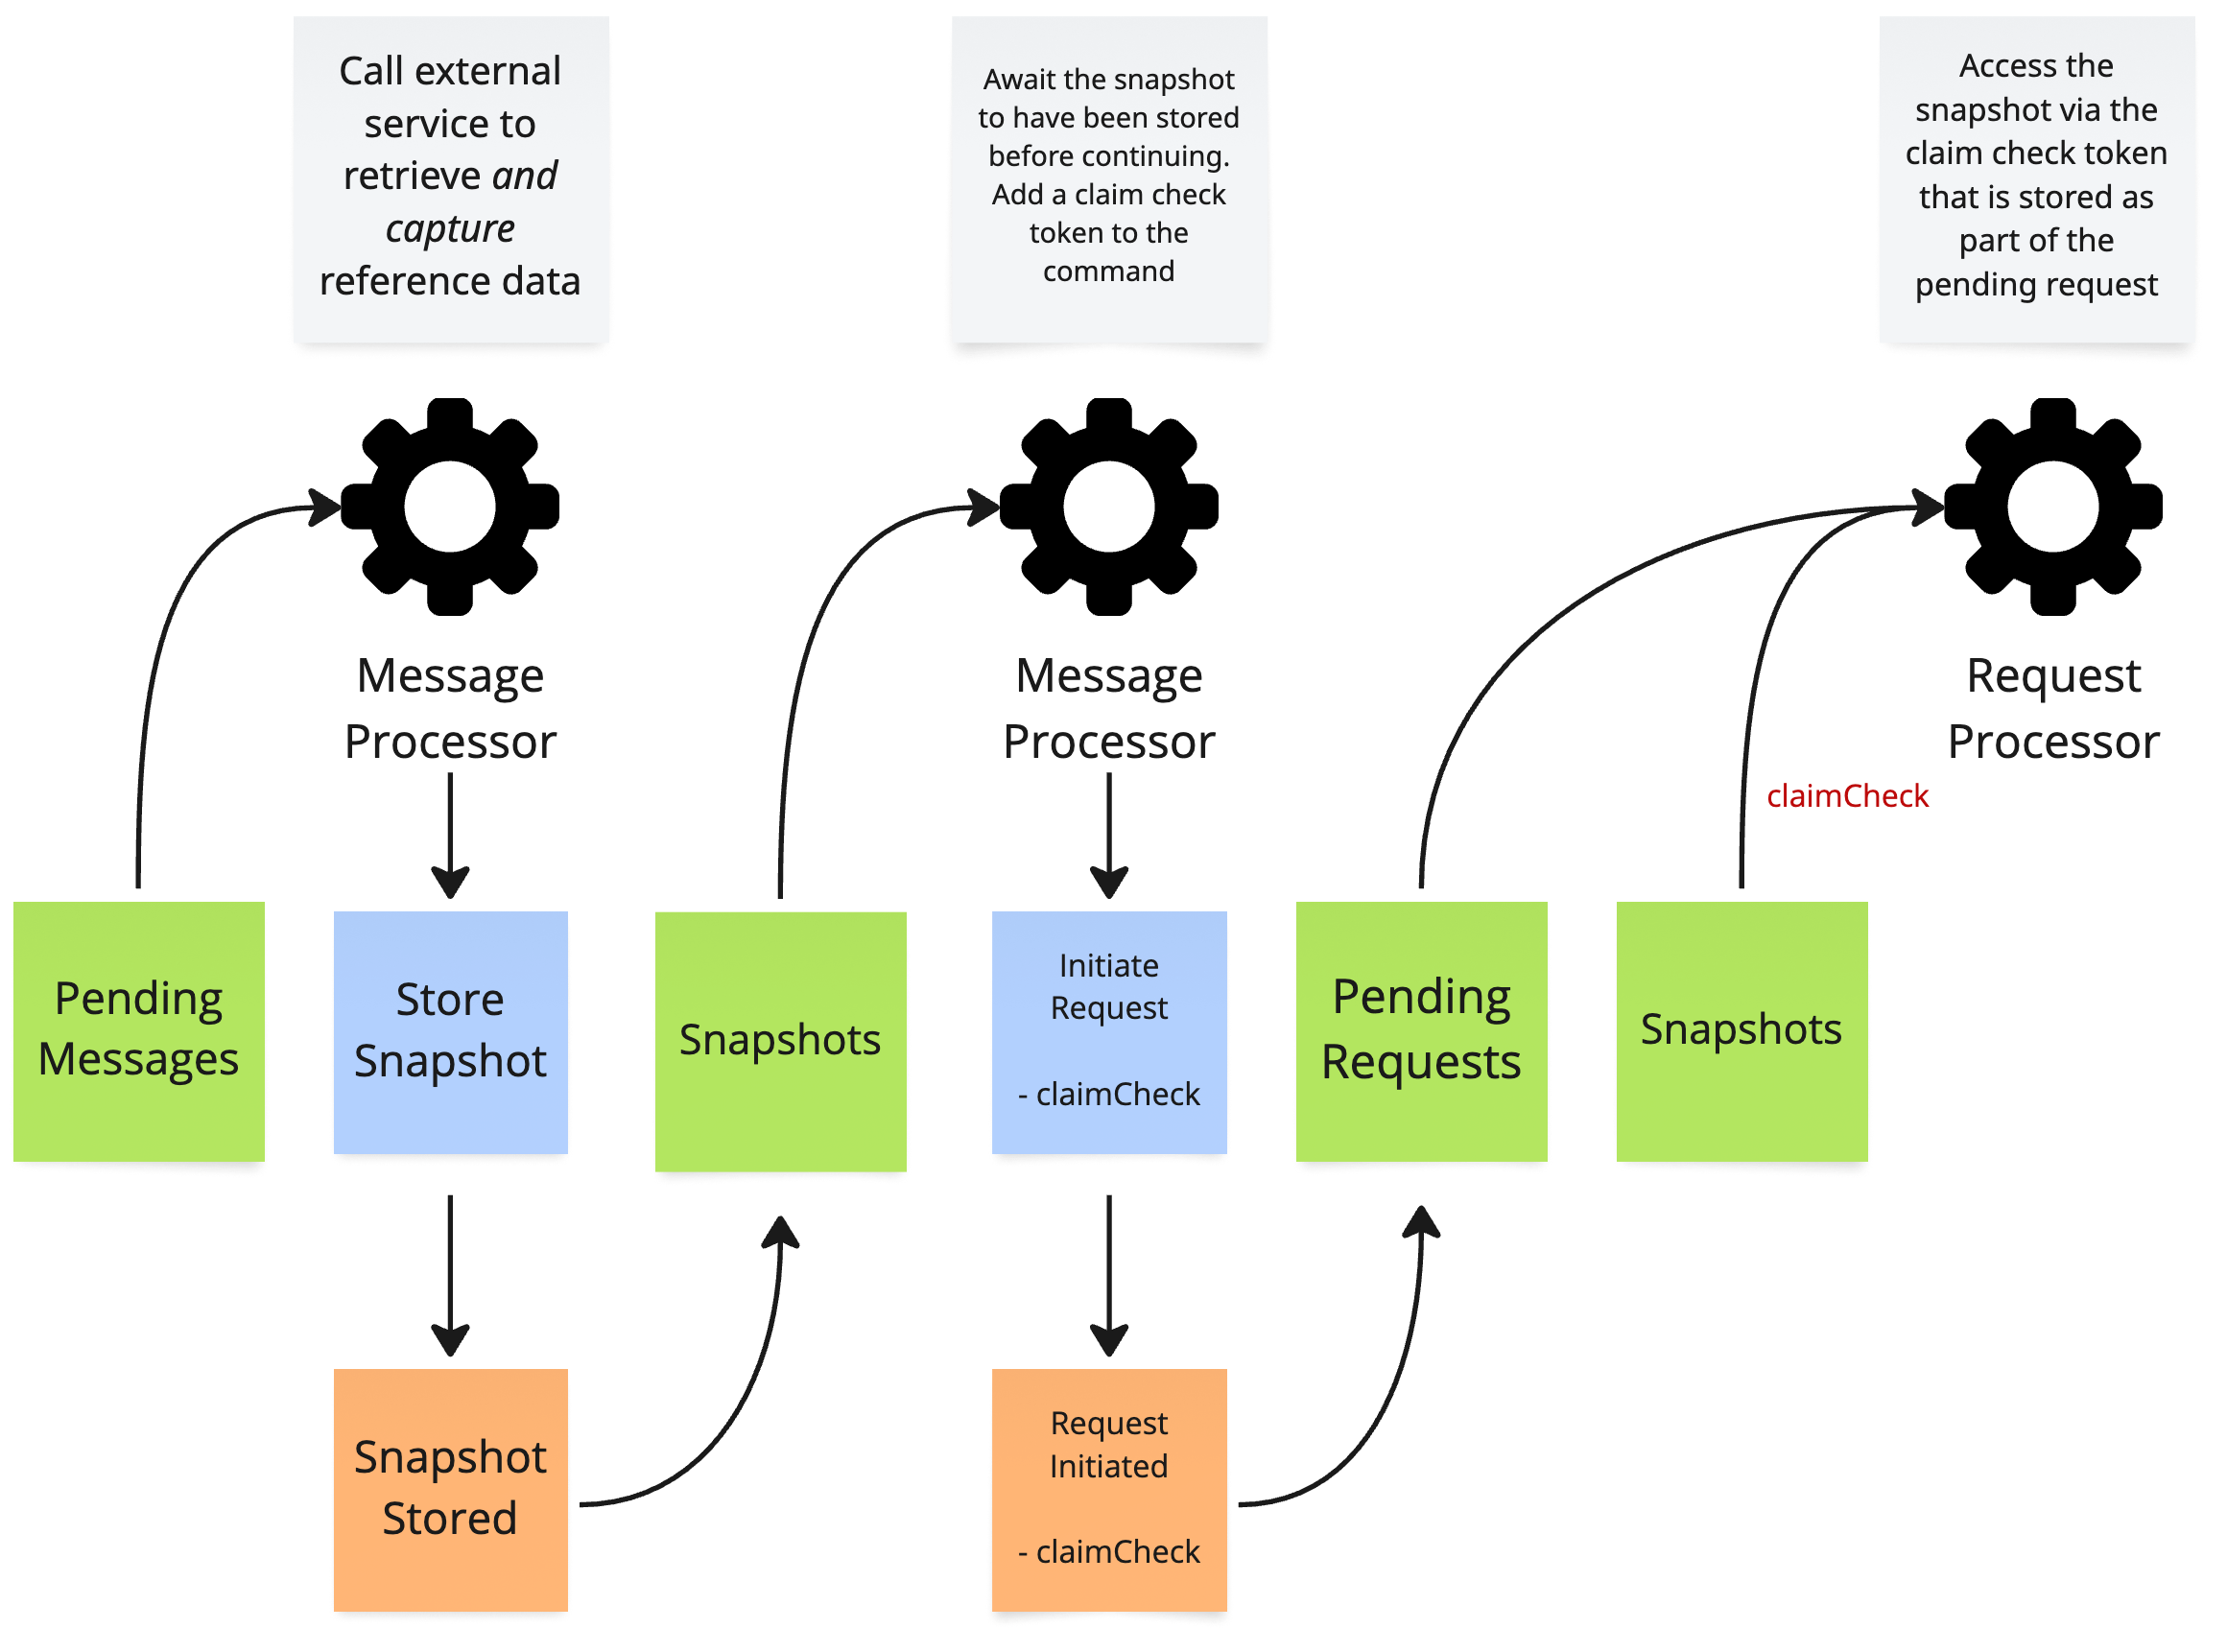 Call external
service to
retrieve and
capture
reference data
Await the snapshot
to have been stored
before continuing.
Add a claim check
token to the
command
Access the
snapshot via the
claim check token
that is stored as
part of the
pending request
Message
Processor
Message
Processor
Request
Processor
claimCheck
Pending
Messages
Store
Snapshot
Snapshots
Initiate
Request
- claimCheck
Pending
Requests
Snapshots
Snapshot
Stored
Request
Initiated
- claimCheck